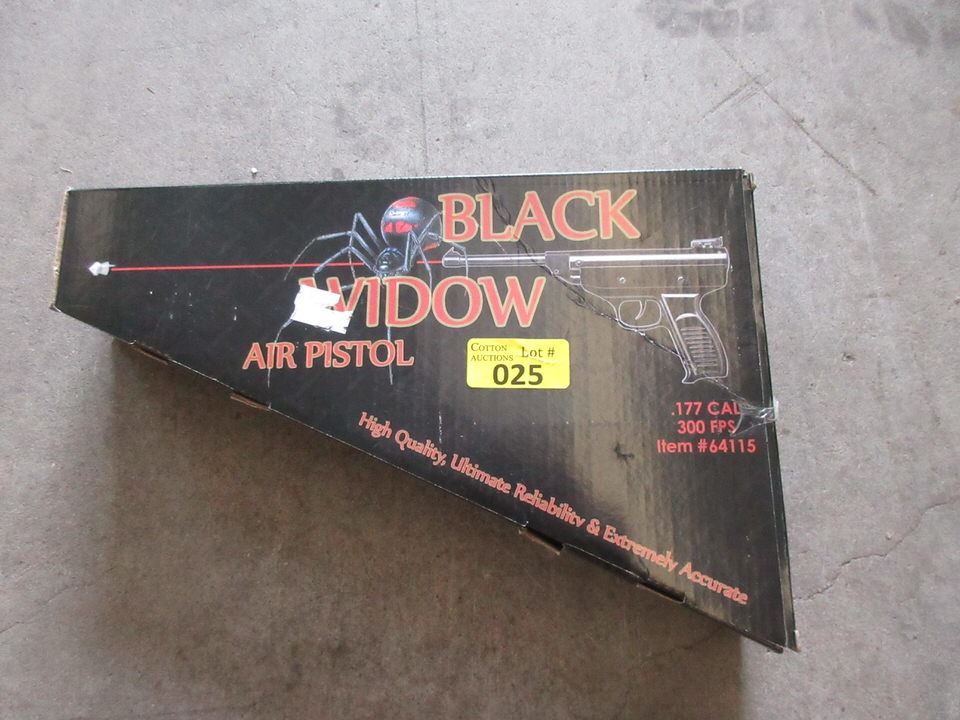 BLACK
WIDOW
AIR PISTOL
COTTON AUCTIONS Lot #
025
.177 CAL
300 FPS
Item #64115
High Quality, Ultimate Reliability & Extremely Accurate